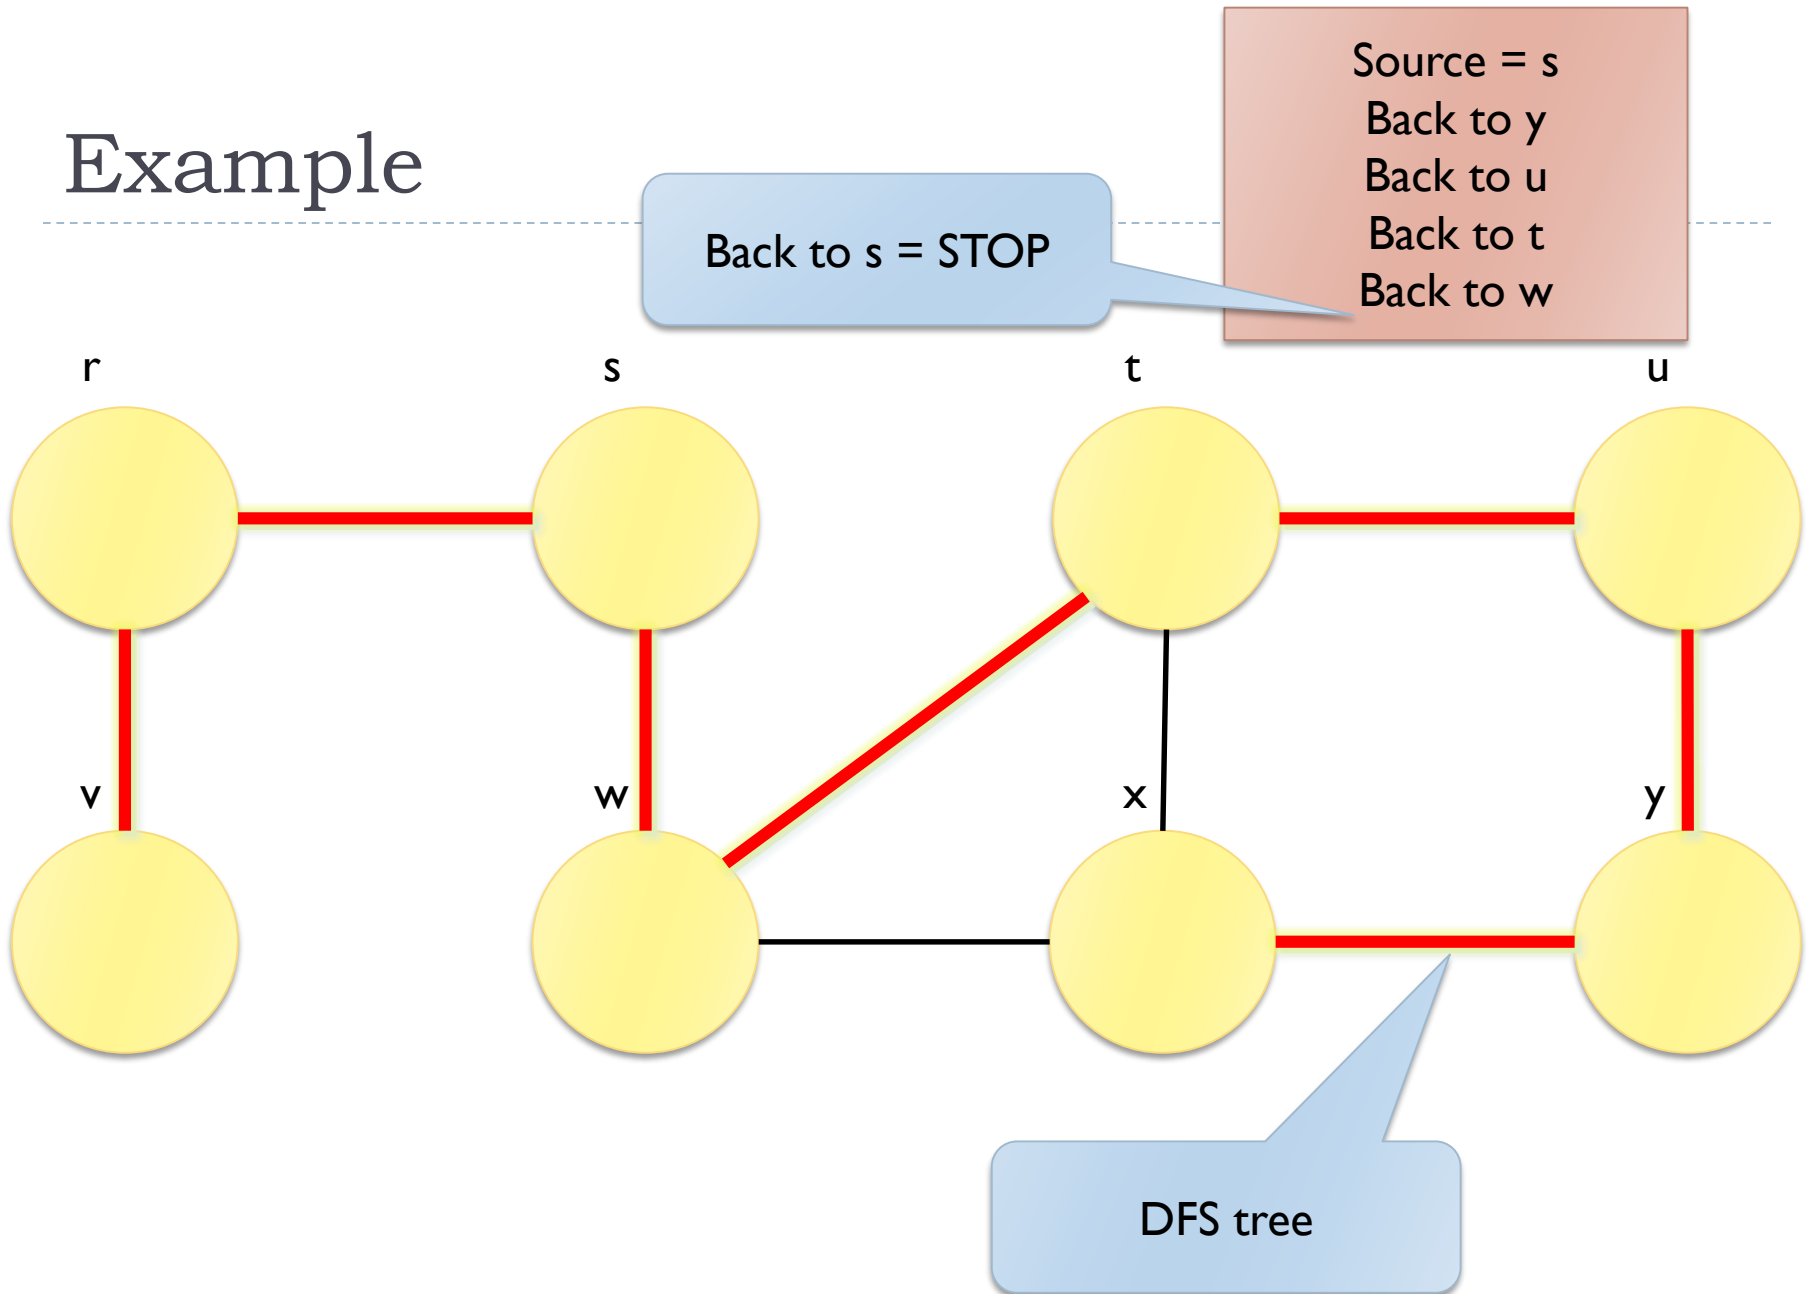 Example
Source = s
Back to y
Back to u
Back to t
Back to w
Back to s = STOP
r
s
t
u
v
w
x
y
DFS tree